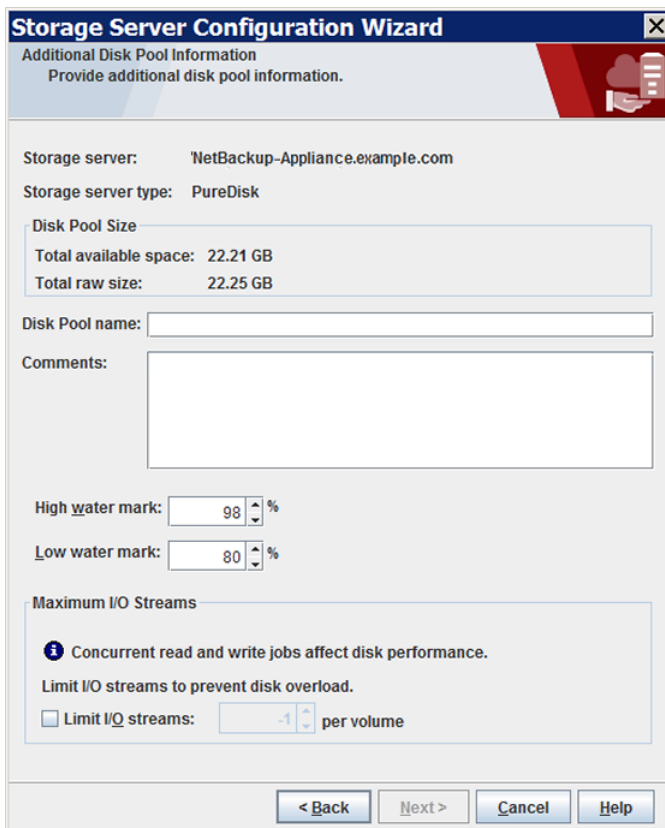 Storage Server Configuration Wizard
Additional Disk Pool Information
Provide additional disk pool information.
Storage server: 'NetBackup-Appliance.example.com
Storage server type: PureDisk
Disk Pool Size
Total available space: 22.21 GB
Total raw size: 22.25 GB
Disk Pool name:
Comments:
High water mark: 98 %
Low water mark: 80 %
Maximum I/O Streams
Concurrent read and write jobs affect disk performance.
Limit I/O streams to prevent disk overload.
Limit I/O streams: -1 per volume
< Back Next > Cancel Help